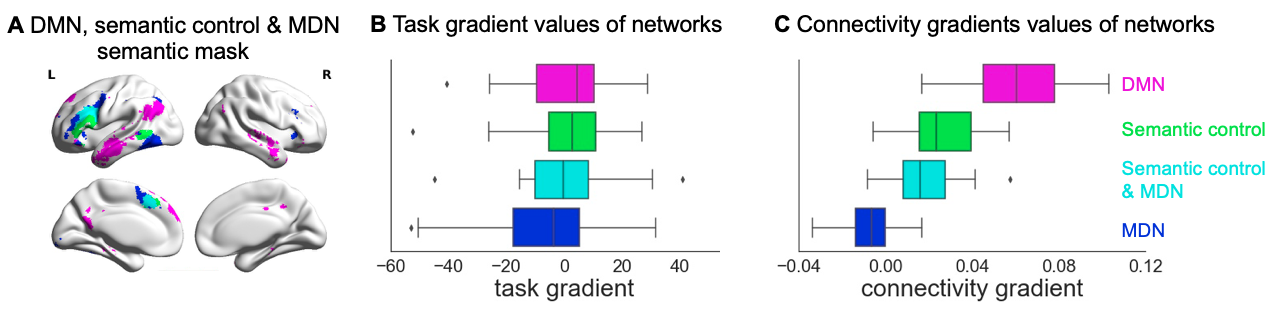 A DMN, semantic control & MDN
semantic mask
L
R
B Task gradient values of networks
−60
−40
−20
0
20
40
task gradient
C Connectivity gradients values of networks
DMN
Semantic control
Semantic control
& MDN
MDN
−0.04
0.00
0.04
0.08
0.12
connectivity gradient